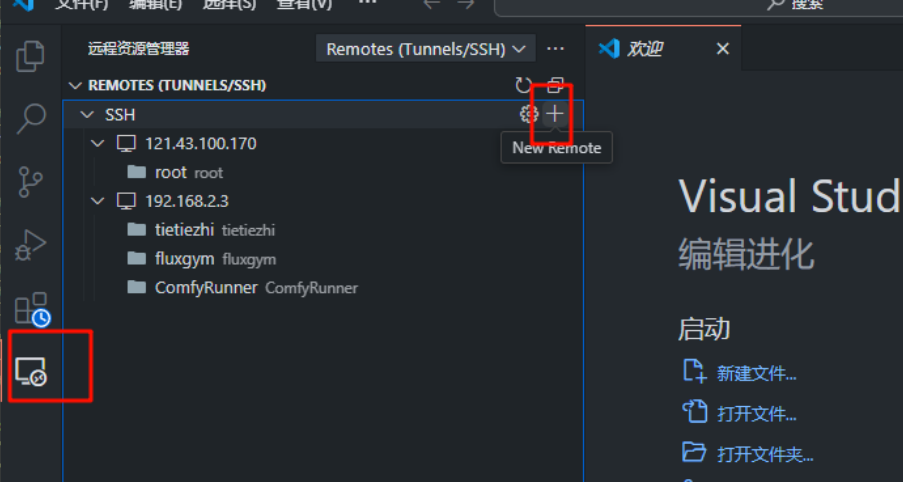 文件(F) 编辑(E) 选择(S) 查看(V) ... 搜索
远程资源管理器 Remotes (Tunnels/SSH) ... 欢迎
REMOTES (TUNNELS/SSH)
SSH
New Remote
121.43.100.170
root root
192.168.2.3
tietiezhi tietiezhi
fluxgym fluxgym
ComfyRunner ComfyRunner
Visual Stud
编辑进化
启动
新建文件...
打开文件...
打开文件夹...